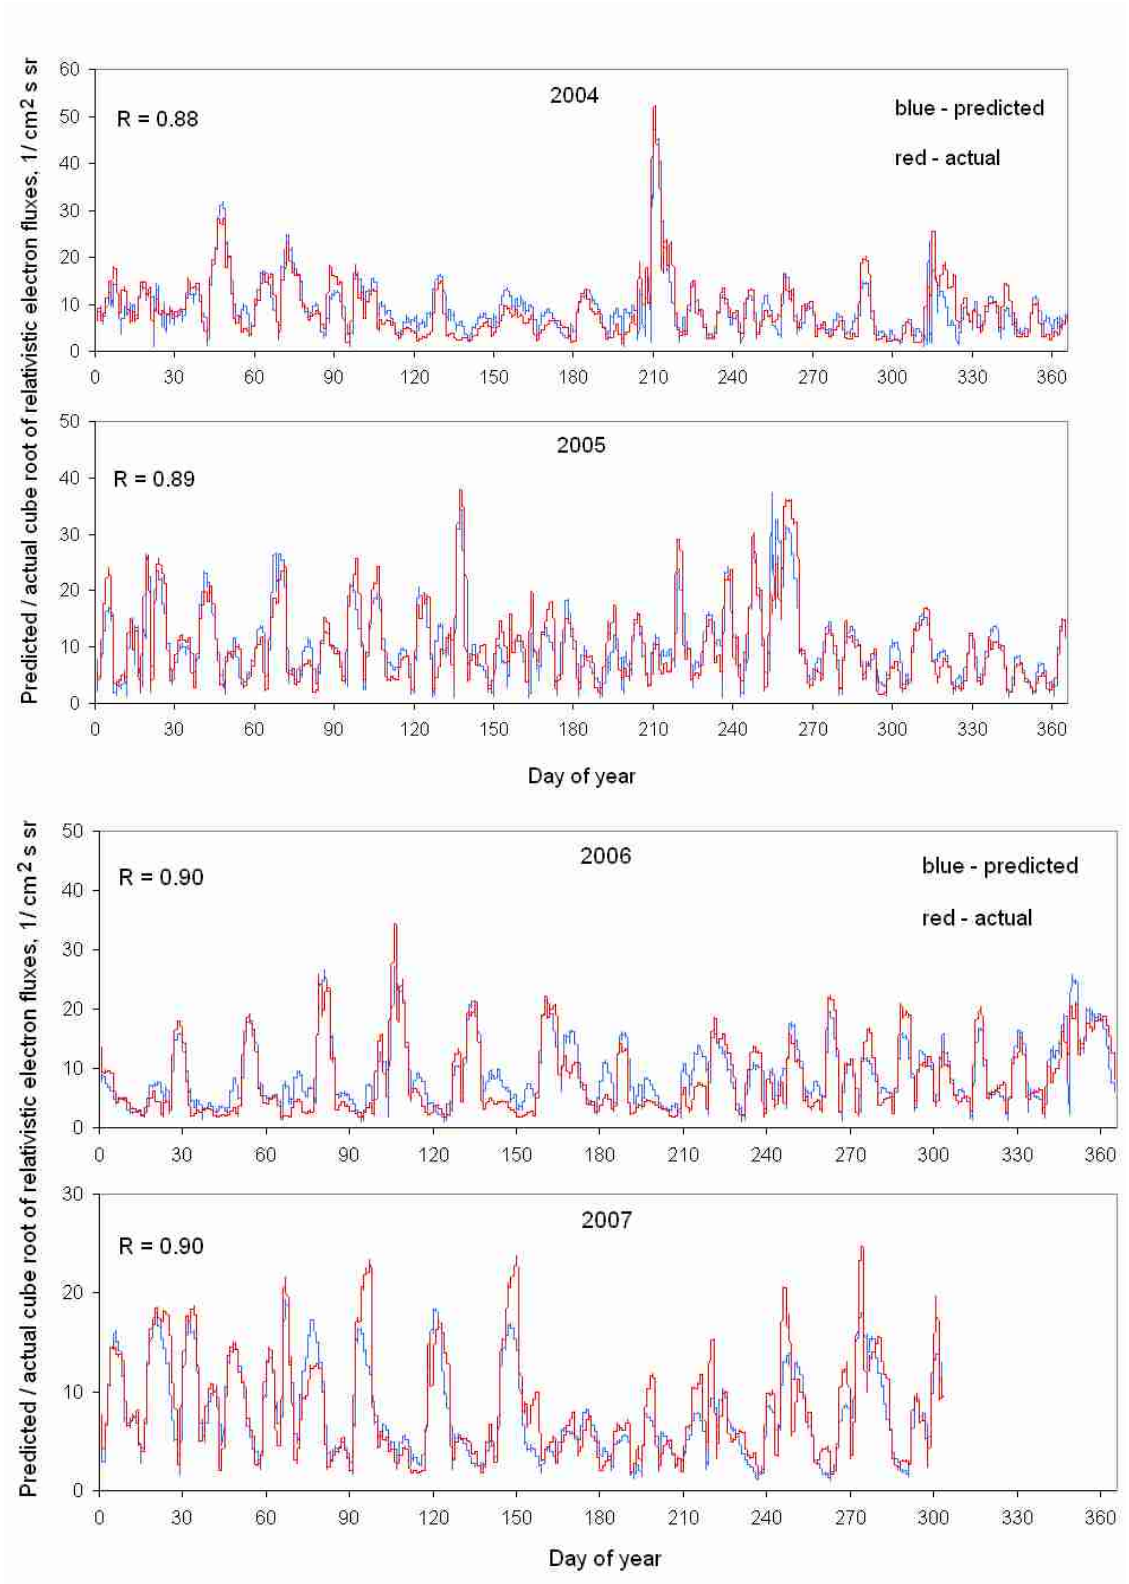 Predicted / actual cube root of relativistic electron fluxes, 1/ cm2 s sr
60
50
40
30
20
10
0
2004
R = 0.88
blue - predicted
red - actual
0 30 60 90 120 150 180 210 240 270 300 330 360
50
40
30
20
10
0
2005
R = 0.89
0 30 60 90 120 150 180 210 240 270 300 330 360
Day of year
Predicted / actual cube root of relativistic electron fluxes, 1/ cm2 s sr
50
40
30
20
10
0
2006
R = 0.90
blue - predicted
red - actual
0 30 60 90 120 150 180 210 240 270 300 330 360
30
20
10
0
2007
R = 0.90
0 30 60 90 120 150 180 210 240 270 300 330 360
Day of year